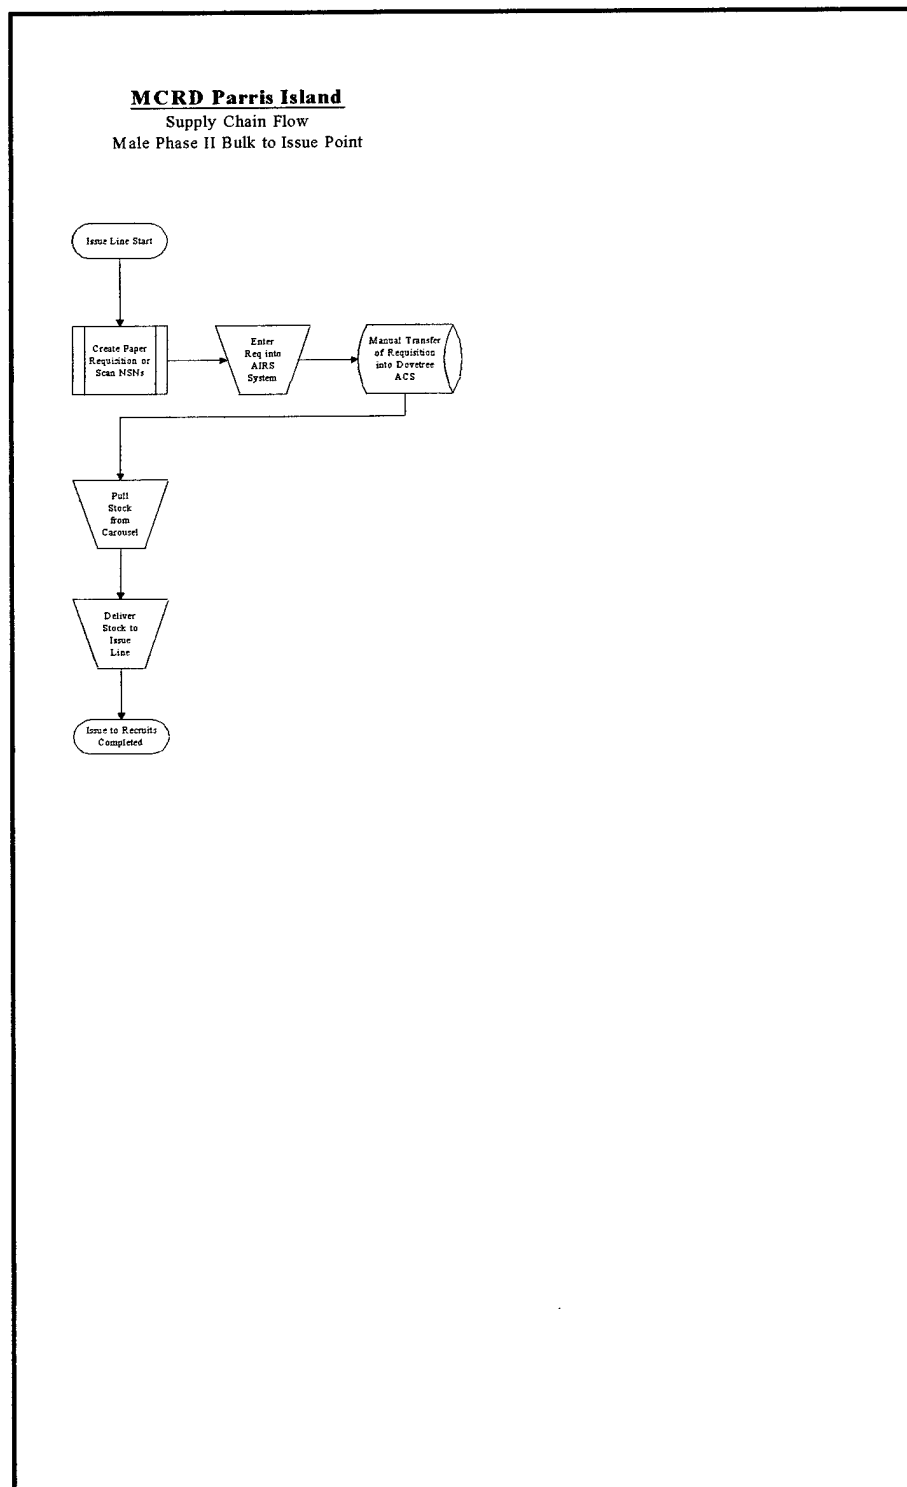 MCRD Parris Island
Supply Chain Flow
Male Phase II Bulk to Issue Point
Issue Line Start
Create Paper
Requisition or
Scan NSNs
Enter
Req into
AIRS
System
Manual Transfer
of Requisition
into Dovetree
ACS
Pull
Stock
from
Carousel
Deliver
Stock to
Issue
Line
Issue to Recruits
Completed